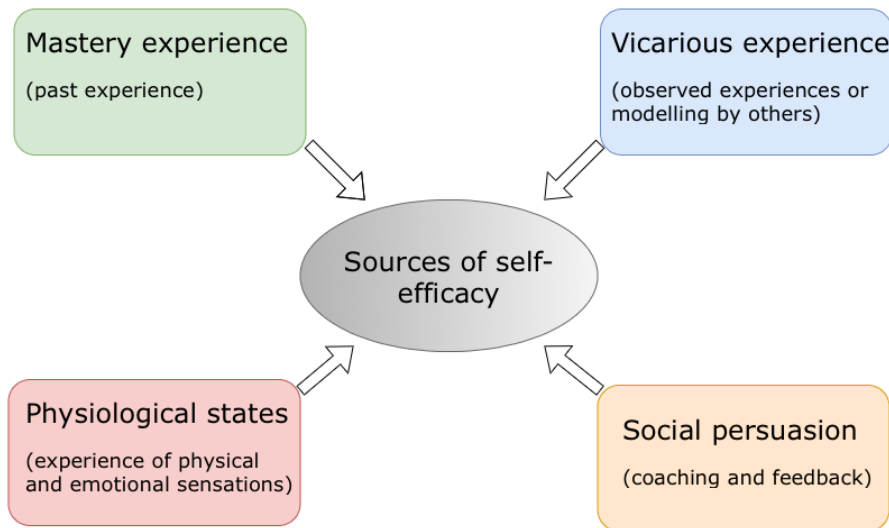 Mastery experience
(past experience)
Vicarious experience
(observed experiences or
modelling by others)
Sources of self-
efficacy
Physiological states
(experience of physical
and emotional sensations)
Social persuasion
(coaching and feedback)